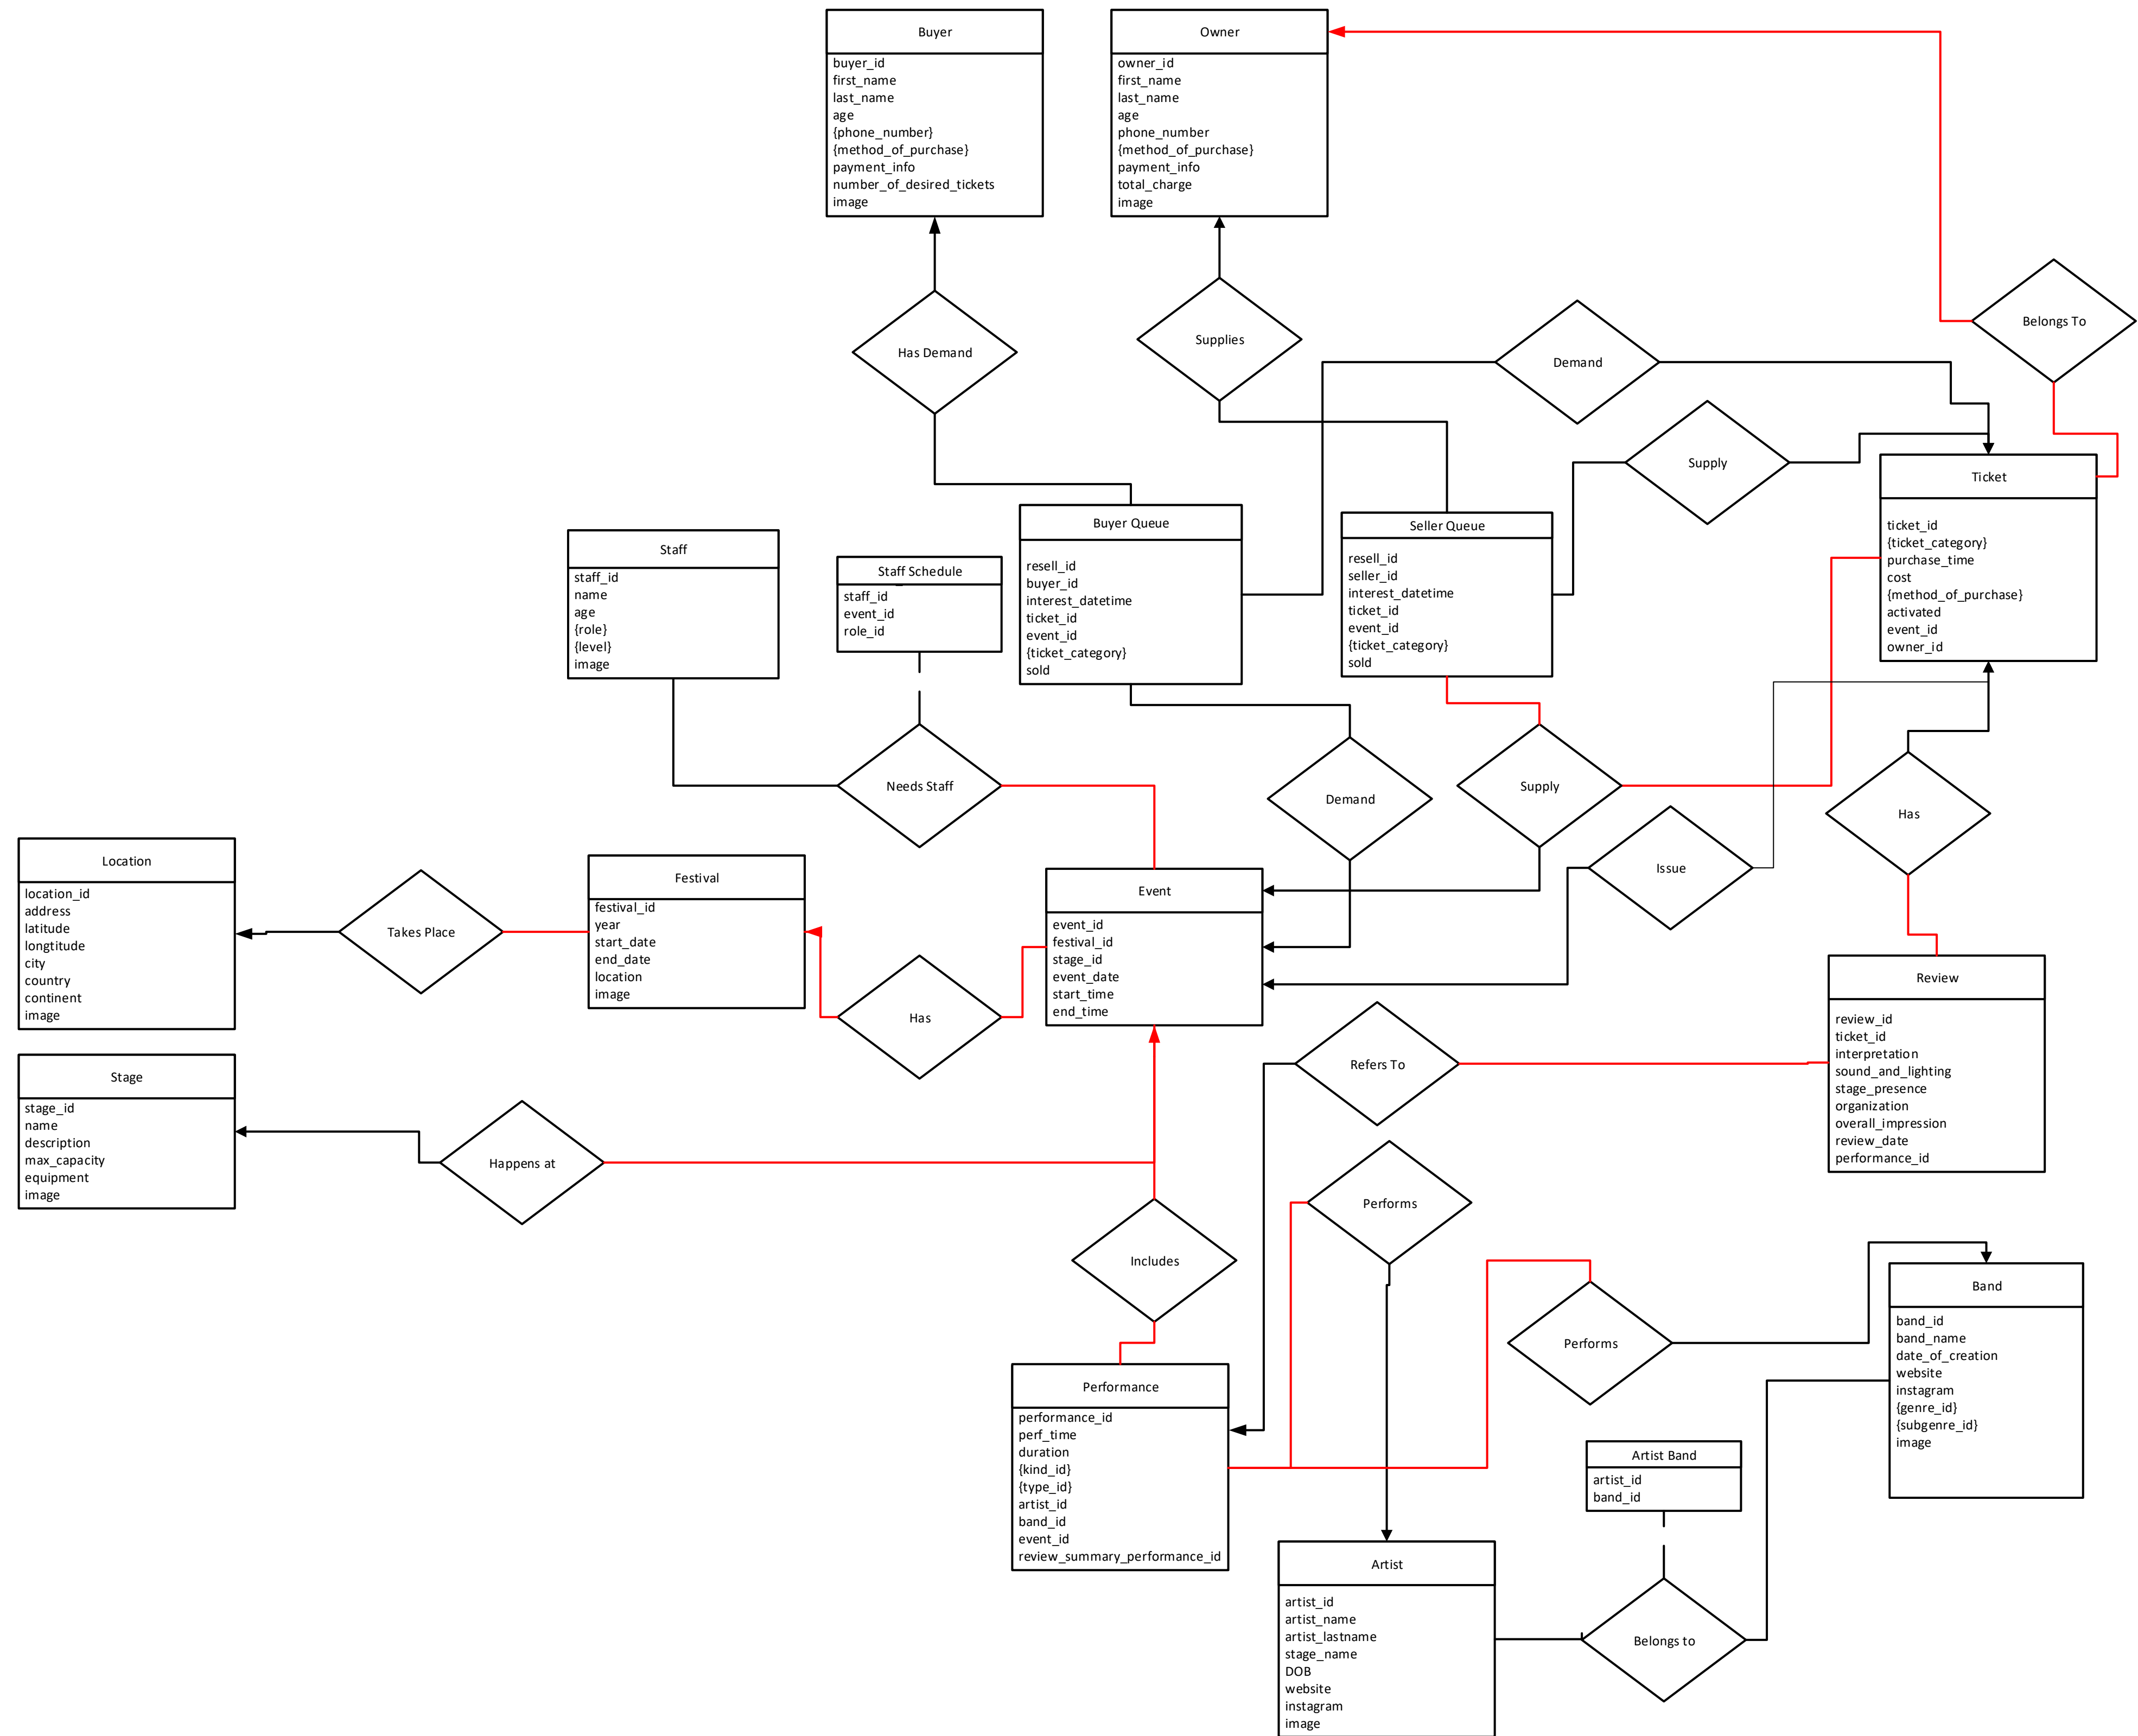 Buyer
buyer_id
first_name
last_name
age
{phone_number}
{method_of_purchase}
payment_info
number_of_desired_tickets
image
Owner
owner_id
first_name
last_name
age
phone_number
{method_of_purchase}
payment_info
total_charge
image
Has Demand
Supplies
Demand
Belongs To
Supply
Ticket
ticket_id
{ticket_category}
purchase_time
cost
{method_of_purchase}
activated
event_id
owner_id
Staff
staff_id
name
age
{role}
{level}
image
Staff Schedule
staff_id
event_id
role_id
Buyer Queue
resell_id
buyer_id
interest_datetime
ticket_id
event_id
{ticket_category}
sold
Seller Queue
resell_id
seller_id
interest_datetime
ticket_id
event_id
{ticket_category}
sold
Needs Staff
Demand
Supply
Has
Issue
Location
location_id
address
latitude
longtitude
city
country
continent
image
Takes Place
Festival
festival_id
year
start_date
end_date
location
image
Has
Event
event_id
festival_id
stage_id
event_date
start_time
end_time
Refers To
Review
review_id
ticket_id
interpretation
sound_and_lighting
stage_presence
organization
overall_impression
review_date
performance_id
Stage
stage_id
name
description
max_capacity
equipment
image
Happens at
Includes
Performs
Performs
Band
band_id
band_name
date_of_creation
website
instagram
{genre_id}
{subgenre_id}
image
Performance
performance_id
perf_time
duration
{kind_id}
{type_id}
artist_id
band_id
event_id
review_summary_performance_id
Artist Band
artist_id
band_id
Artist
artist_id
artist_name
artist_lastname
stage_name
DOB
website
instagram
image
Belongs to